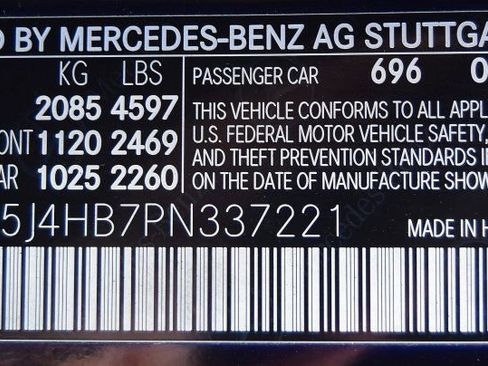 D BY MERCEDES-BENZ AG STUTTGA
KG LBS
PASSENGER CAR 696 0
2085 4597
THIS VEHICLE CONFORMS TO ALL APPL
ONT 1120 2469
U.S. FEDERAL MOTOR VEHICLE SAFETY,
AND THEFT PREVENTION STANDARDS
AR 1025 2260
ON THE DATE OF MANUFACTURE SHOW
5J4HB7PN337221
MADE IN H